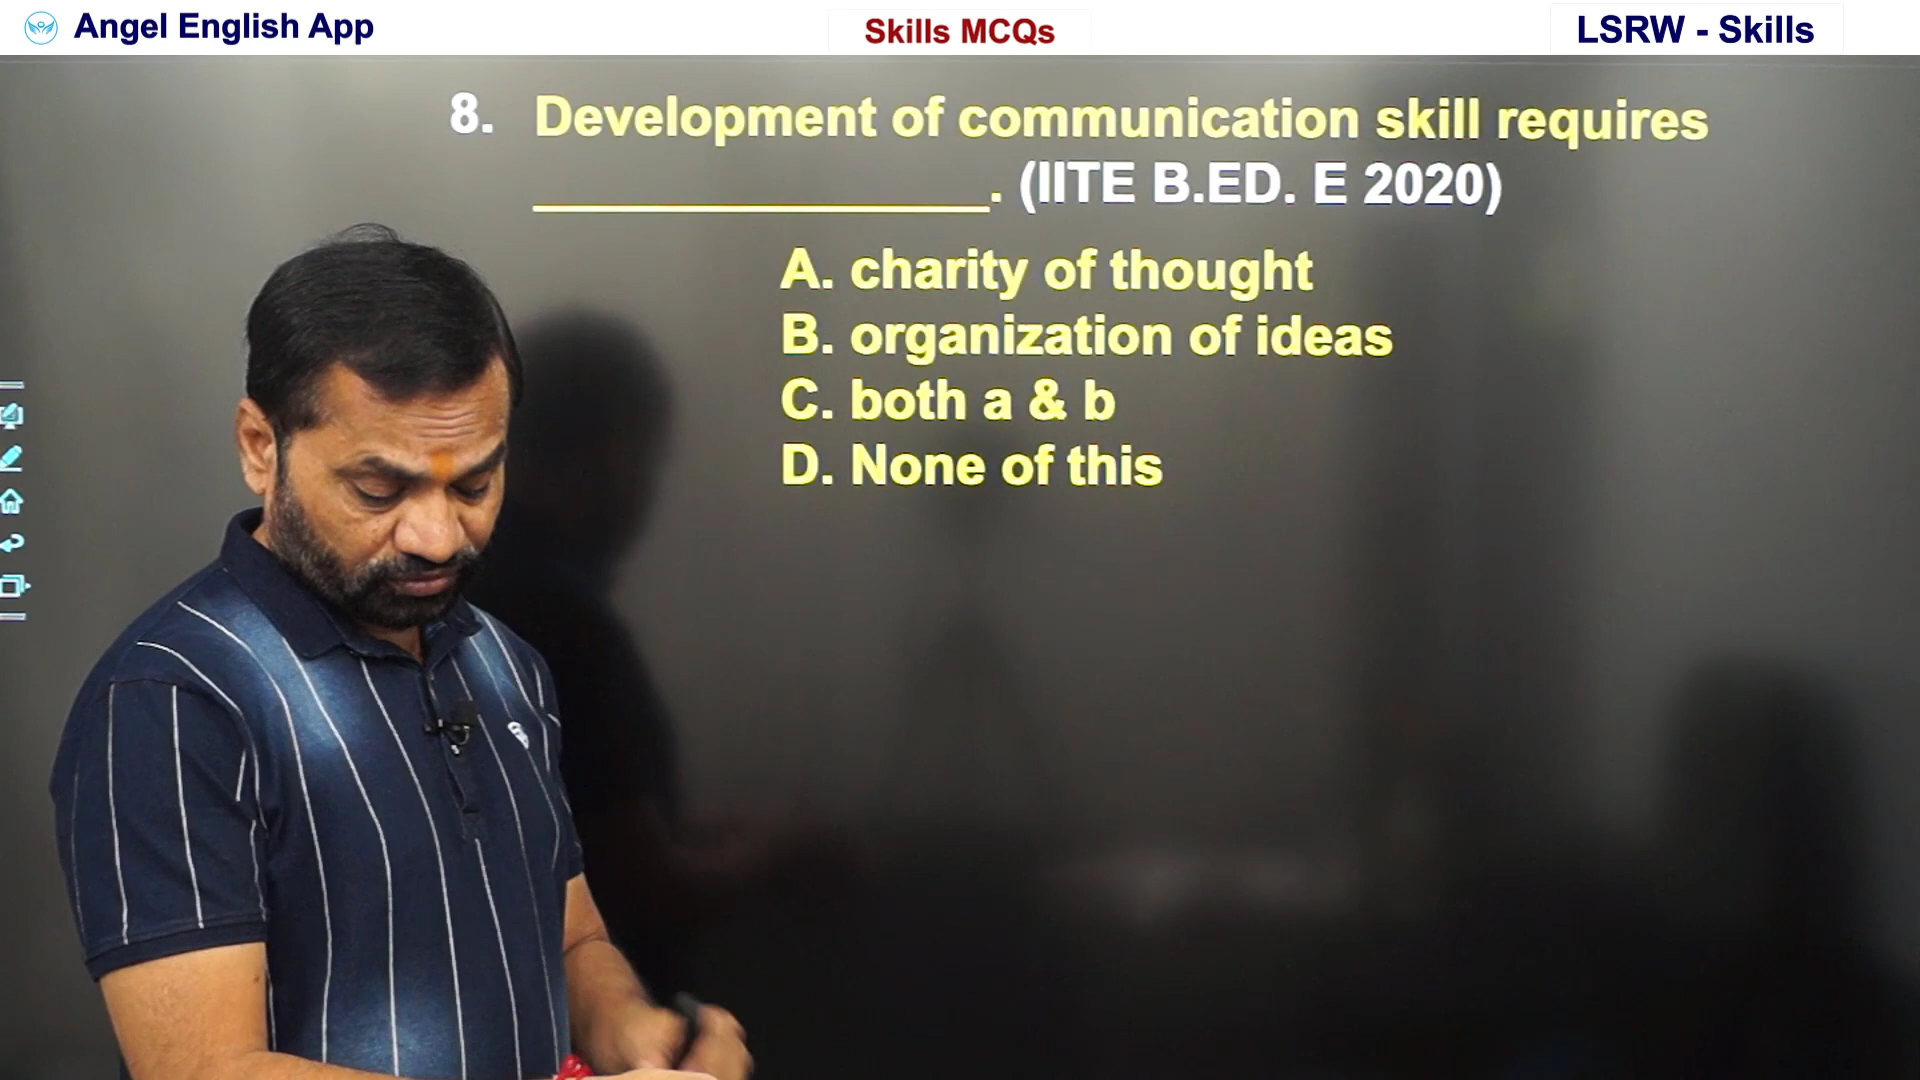 Angel English App
Skills MCQs
LSRW - Skills
8. Development of communication skill requires
_______________. (IITE B.ED. E 2020)
A. charity of thought
B. organization of ideas
C. both a & b
D. None of this